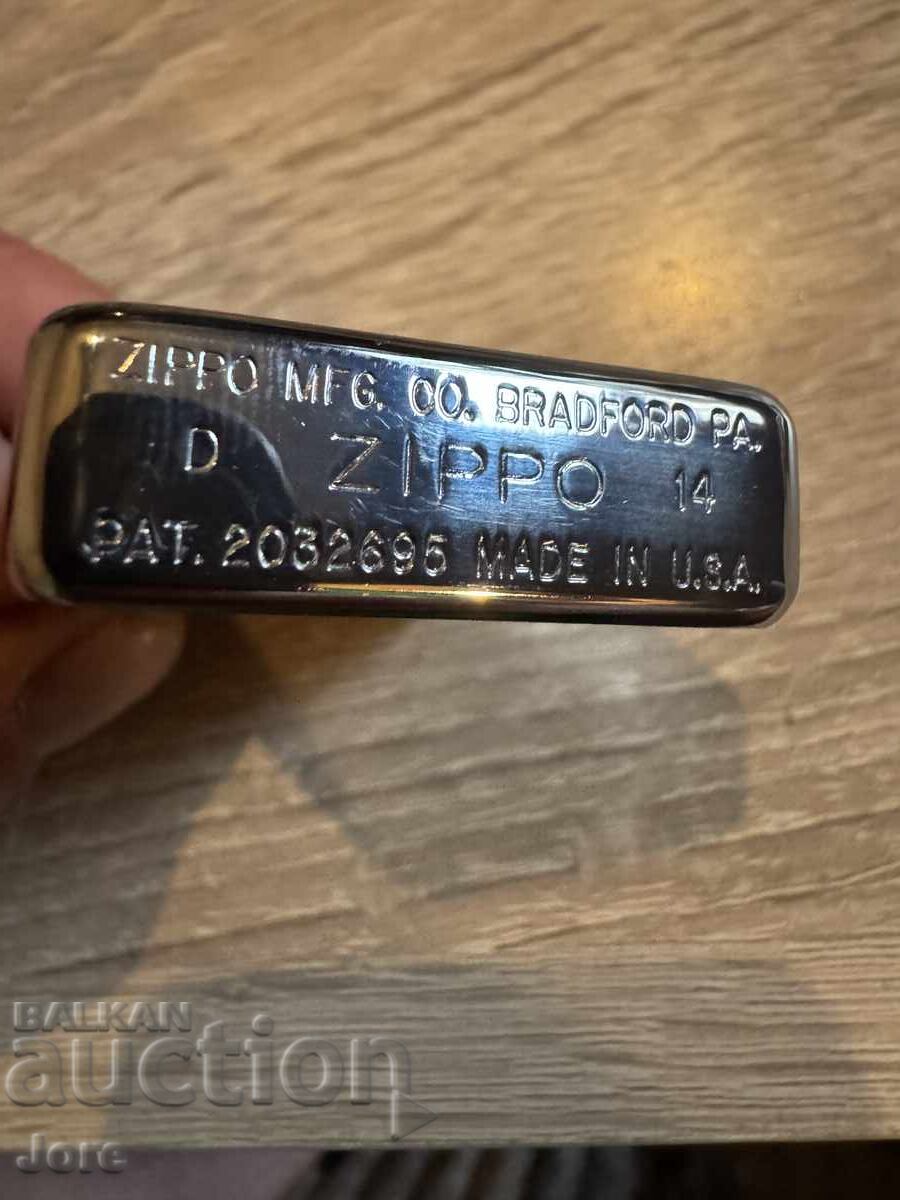 ZIPPO MFG. CO. BRADFORD PA.
D ZIPPO 14
PAT. 2032695 MADE IN U.S.A.
BALKAN
auction
Jore